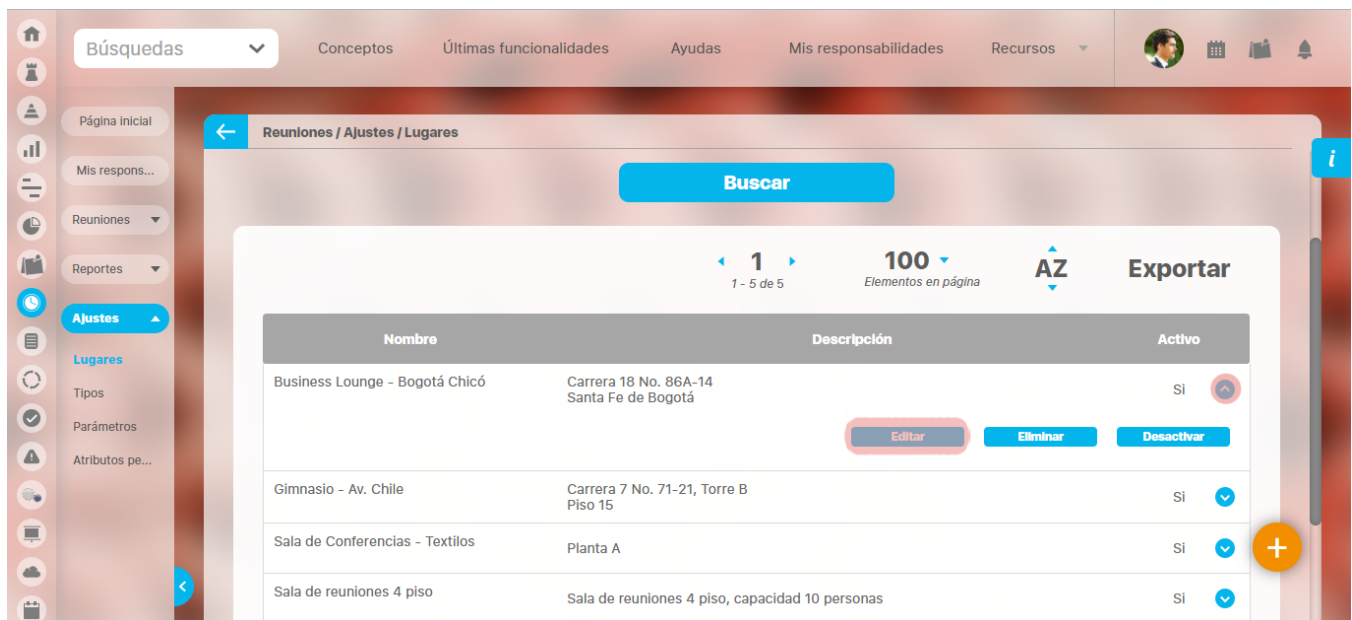 Búsquedas
Conceptos
Últimas funcionalidades
Ayudas
Mis responsabilidades
Recursos
Página inicial
Mis respons...
Reuniones
Reportes
Ajustes
Lugares
Tipos
Parámetros
Atributos pe...
Reuniones / Ajustes / Lugares
i
Buscar
1
1 - 5 de 5
100
Elementos en página
AZ
Exportar
Nombre
Descripción
Activo
Business Lounge - Bogotá Chicó
Carrera 18 No. 86A-14
Santa Fe de Bogotá
Si
Editar
Eliminar
Desactivar
Gimnasio - Av. Chile
Carrera 7 No. 71-21, Torre B
Piso 15
Si
Sala de Conferencias - Textilos
Planta A
Si
Sala de reuniones 4 piso
Sala de reuniones 4 piso, capacidad 10 personas
Si